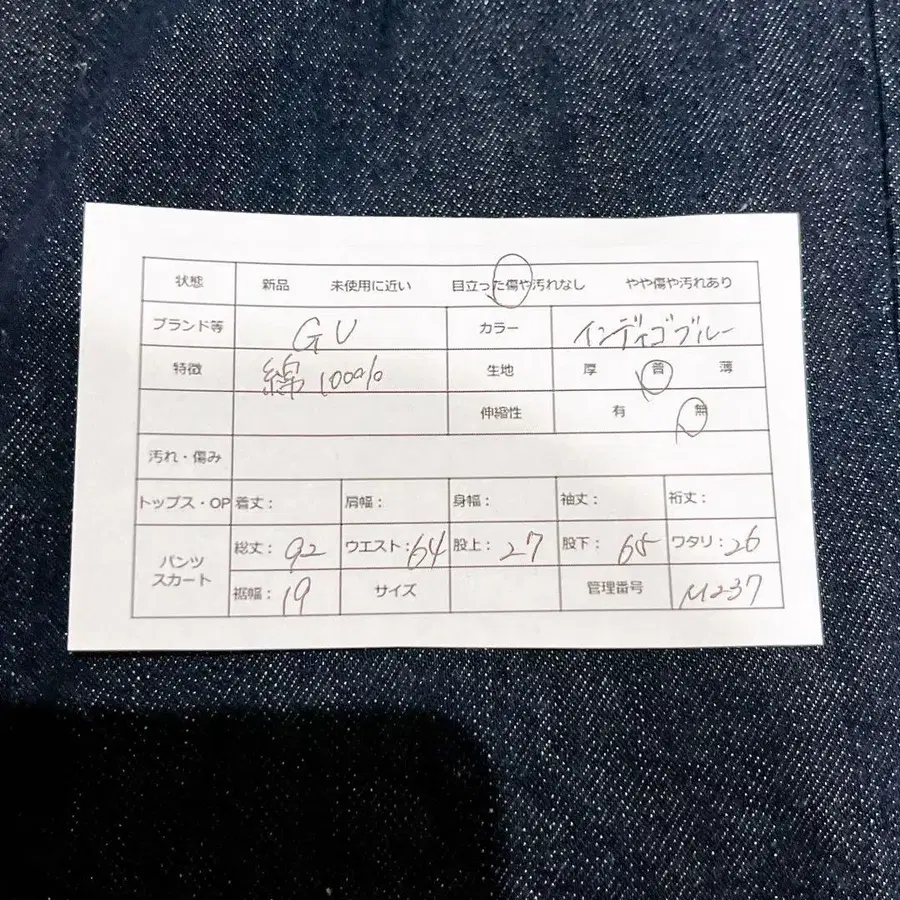 状態 新品 未使用に近い 目立った傷や汚れなし やや傷や汚れあり
ブランド等 GU カラー インディゴブルー
特徴 綿100% 生地 厚 普 薄
伸縮性 有 無
汚れ・傷み
トップス・OP 着丈: 肩幅: 身幅: 袖丈: 裄丈:
パンツ スカート 総丈: 92 ウエスト: 64 股上: 27 股下: 65 ワタリ: 26
裾幅: 19 サイズ 管理番号 M237